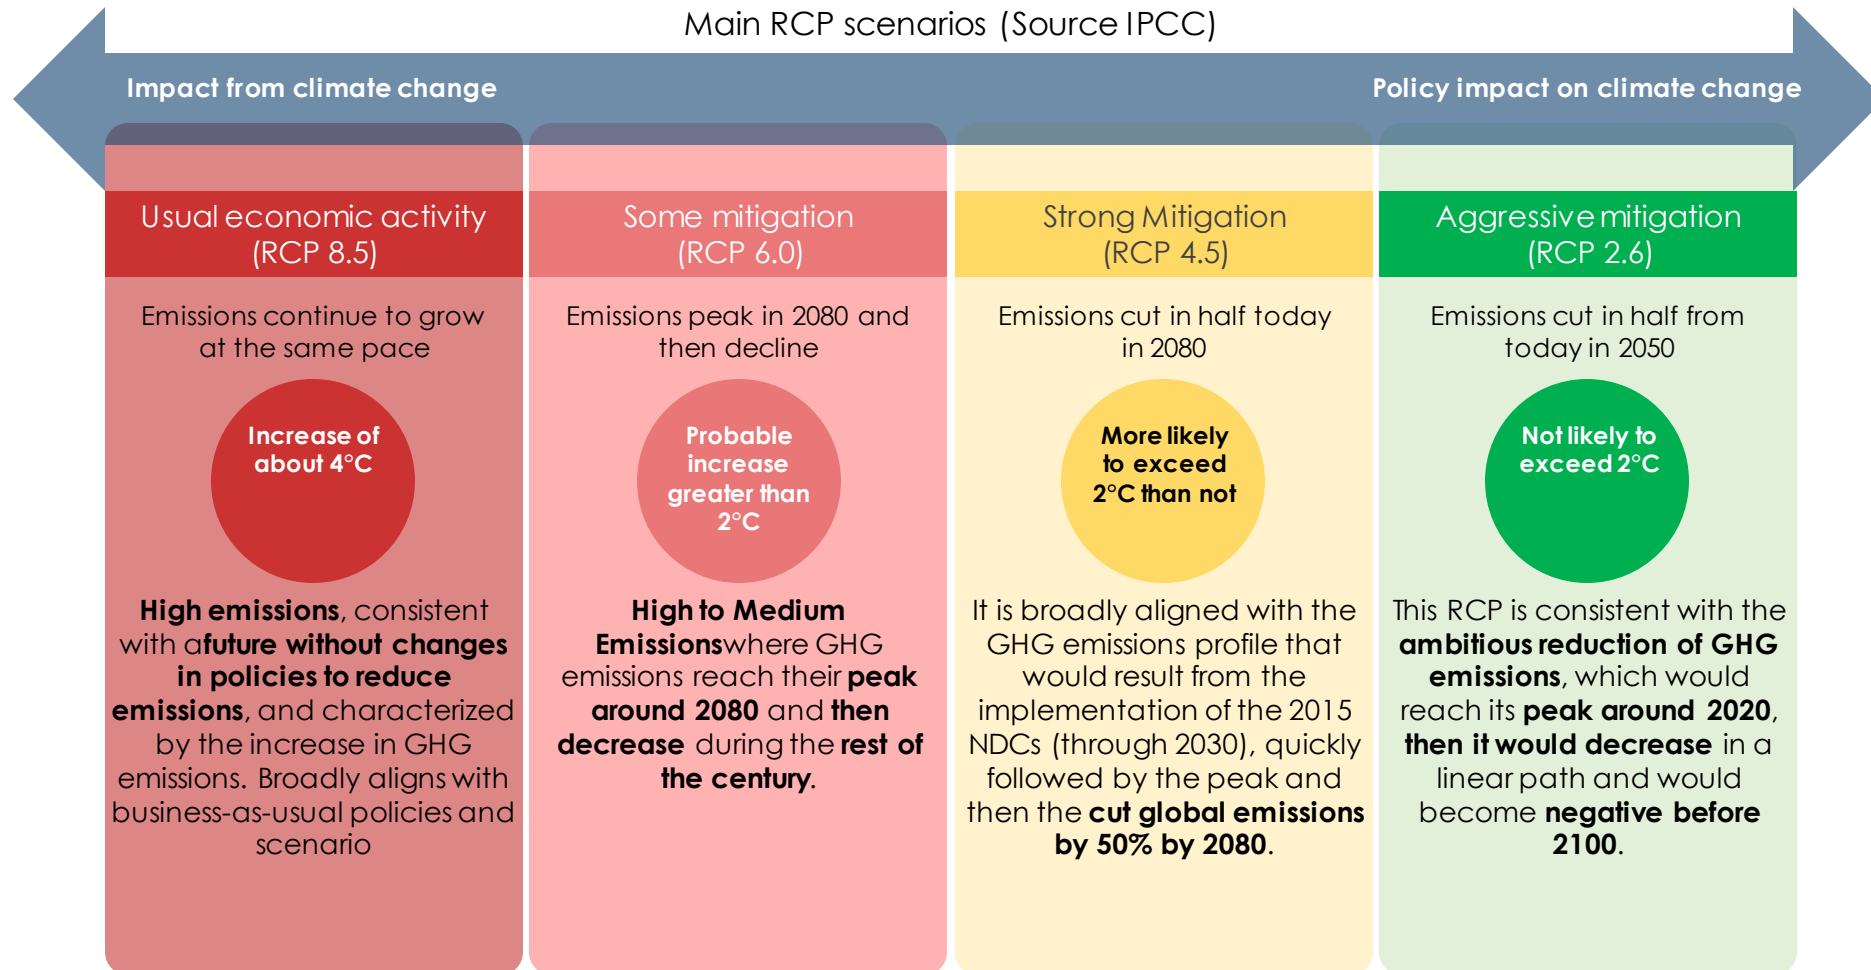 Main RCP scenarios (Source IPCC)
Impact from climate change
Policy impact on climate change
Usual economic activity
(RCP 8.5)
Emissions continue to grow
at the same pace
Increase of
about 4°C
High emissions, consistent
with afuture without changes
in policies to reduce
emissions, and characterized
by the increase in GHG
emissions. Broadly aligns with
business-as-usual policies and
scenario
Some mitigation
(RCP 6.0)
Emissions peak in 2080 and
then decline
Probable
increase
greater than
2°C
High to Medium
Emissionswhere GHG
emissions reach their peak
around 2080 and then
decrease during the rest of
the century.
Strong Mitigation
(RCP 4.5)
Emissions cut in half today
in 2080
More likely
to exceed
2°C than not
It is broadly aligned with the
GHG emissions profile that
would result from the
implementation of the 2015
NDCs (through 2030), quickly
followed by the peak and
then the cut global emissions
by 50% by 2080.
Aggressive mitigation
(RCP 2.6)
Emissions cut in half from
today in 2050
Not likely to
exceed 2°C
This RCP is consistent with the
ambitious reduction of GHG
emissions, which would
reach its peak around 2020,
then it would decrease in a
linear path and would
become negative before
2100.